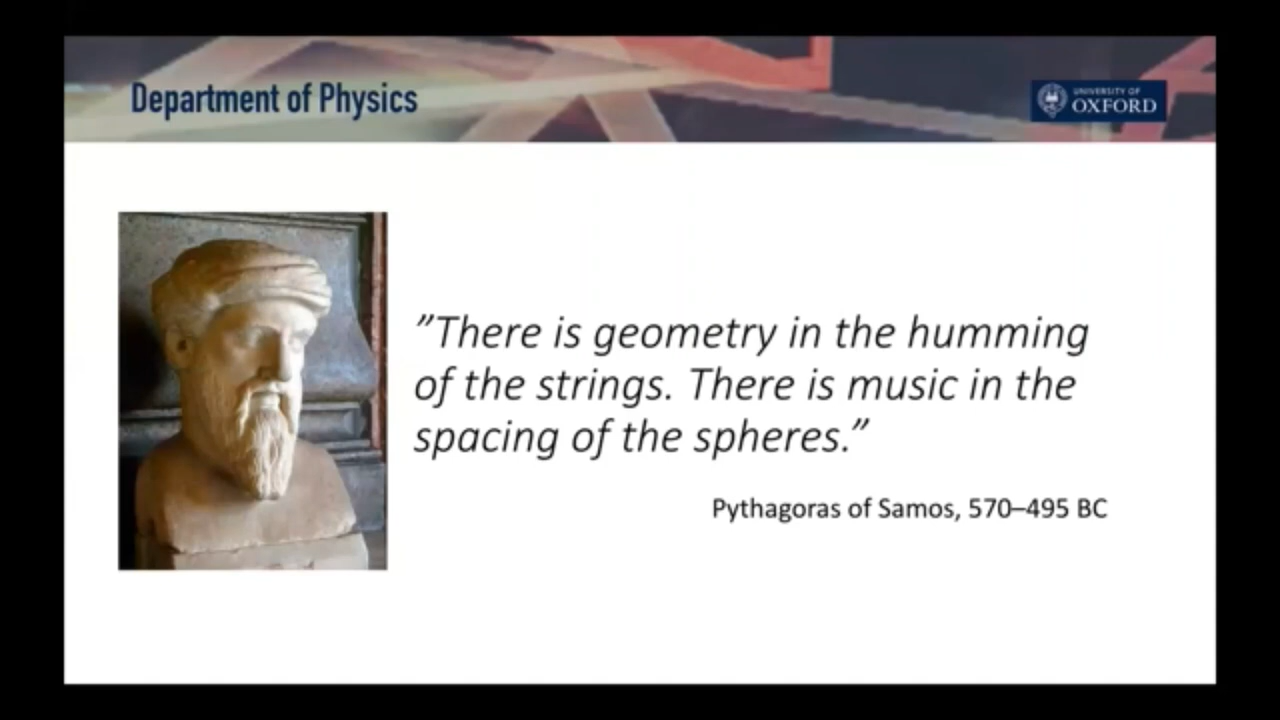 Department of Physics
UNIVERSITY OF
OXFORD
”There is geometry in the humming
of the strings. There is music in the
spacing of the spheres.”
Pythagoras of Samos, 570–495 BC